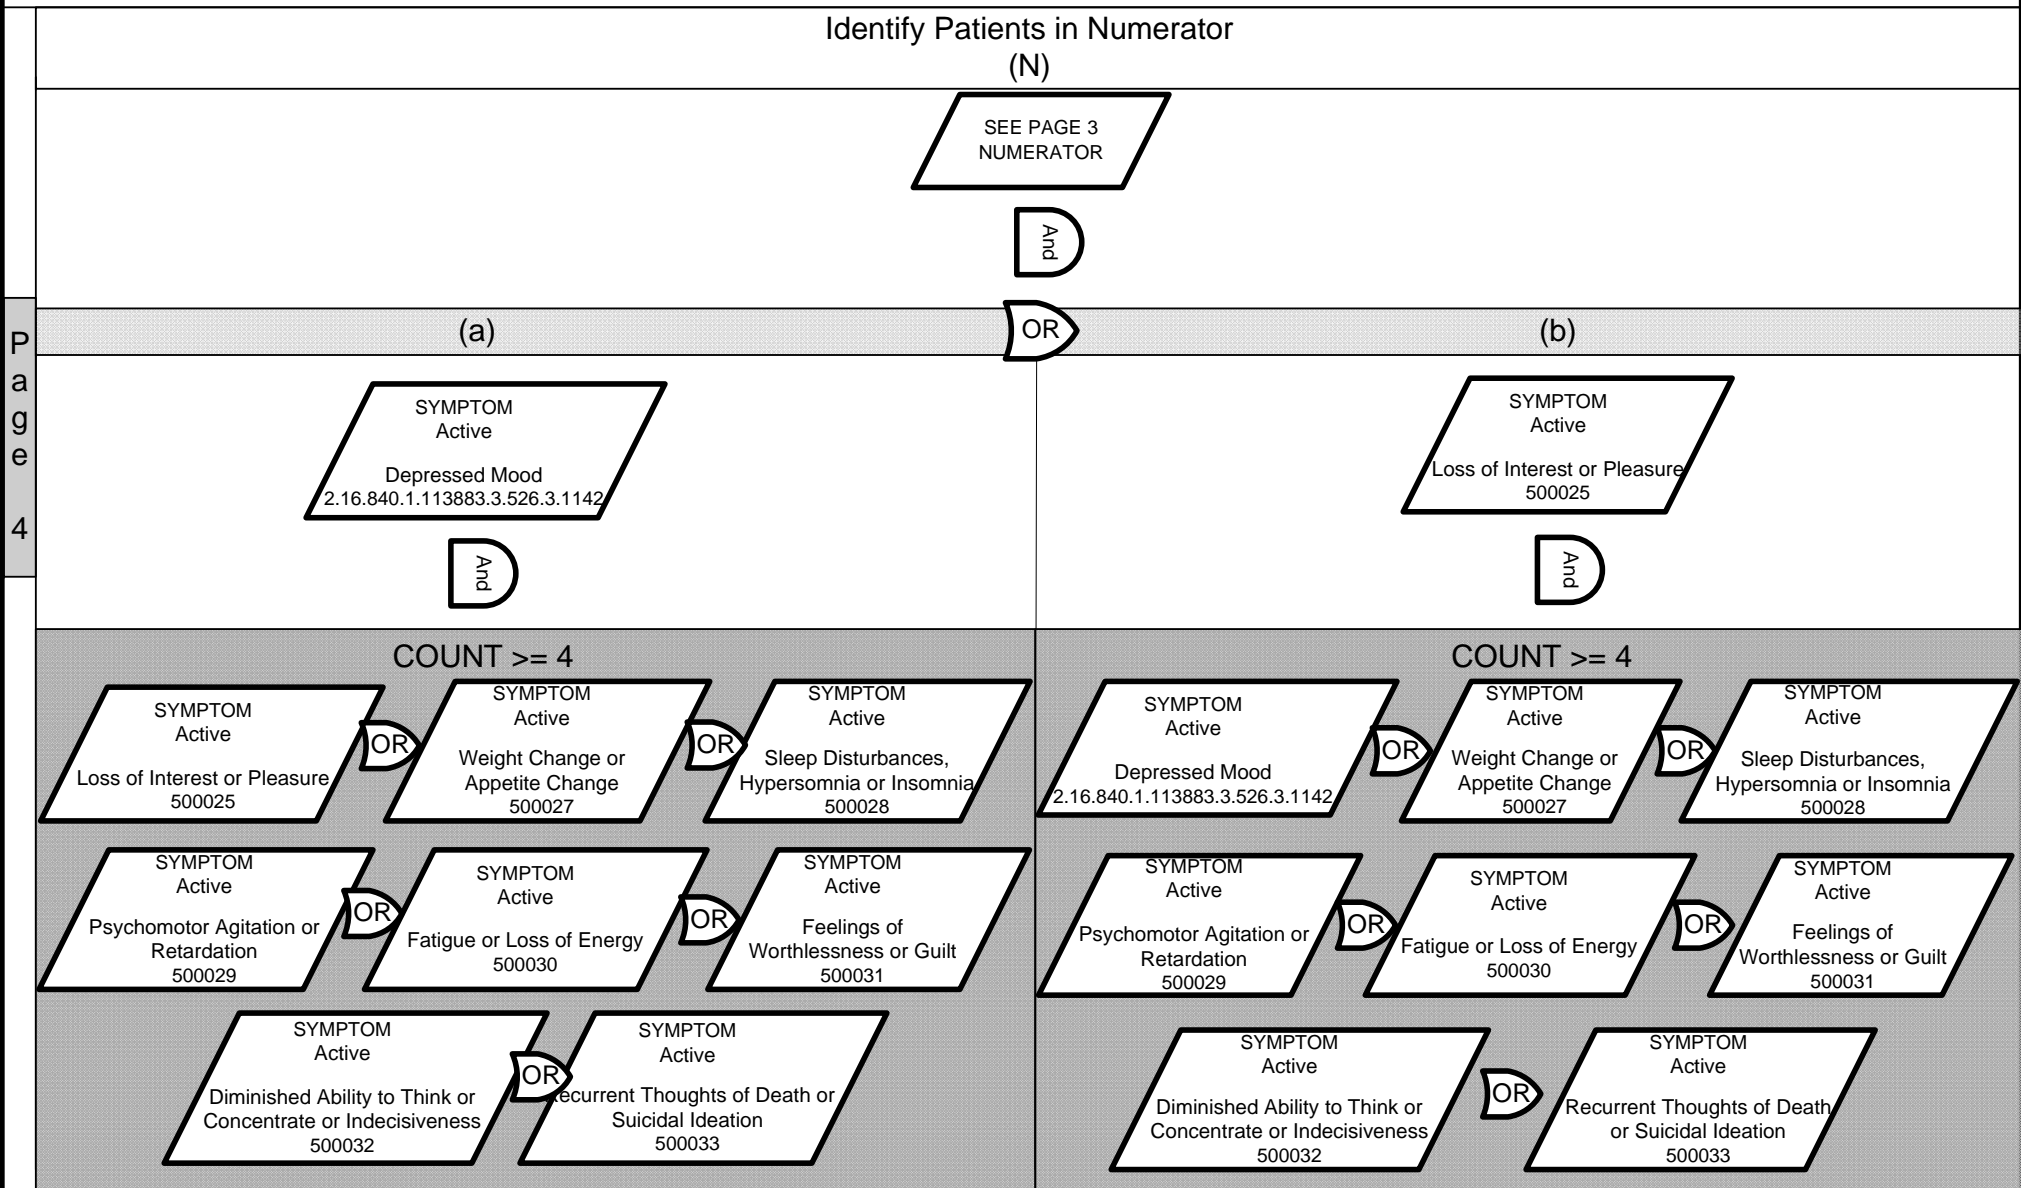 Identify Patients in Numerator
(N)
SEE PAGE 3
NUMERATOR
And
Page 4
(a)
OR
(b)
SYMPTOM
Active
Depressed Mood
2.16.840.1.113883.3.526.3.1142
And
SYMPTOM
Active
Loss of Interest or Pleasure
500025
And
COUNT >= 4
SYMPTOM
Active
Loss of Interest or Pleasure
500025
OR
SYMPTOM
Active
Weight Change or
Appetite Change
500027
OR
SYMPTOM
Active
Sleep Disturbances,
Hypersomnia or Insomnia
500028
SYMPTOM
Active
Psychomotor Agitation or
Retardation
500029
OR
SYMPTOM
Active
Fatigue or Loss of Energy
500030
OR
SYMPTOM
Active
Feelings of
Worthlessness or Guilt
500031
SYMPTOM
Active
Diminished Ability to Think or
Concentrate or Indecisiveness
500032
OR
SYMPTOM
Active
ecurrent Thoughts of Death or
Suicidal Ideation
500033
COUNT >= 4
SYMPTOM
Active
Depressed Mood
2.16.840.1.113883.3.526.3.1142
OR
SYMPTOM
Active
Weight Change or
Appetite Change
500027
OR
SYMPTOM
Active
Sleep Disturbances,
Hypersomnia or Insomnia
500028
SYMPTOM
Active
Psychomotor Agitation or
Retardation
500029
OR
SYMPTOM
Active
Fatigue or Loss of Energy
500030
OR
SYMPTOM
Active
Feelings of
Worthlessness or Guilt
500031
SYMPTOM
Active
Diminished Ability to Think or
Concentrate or Indecisiveness
500032
OR
SYMPTOM
Active
Recurrent Thoughts of Death
or Suicidal Ideation
500033